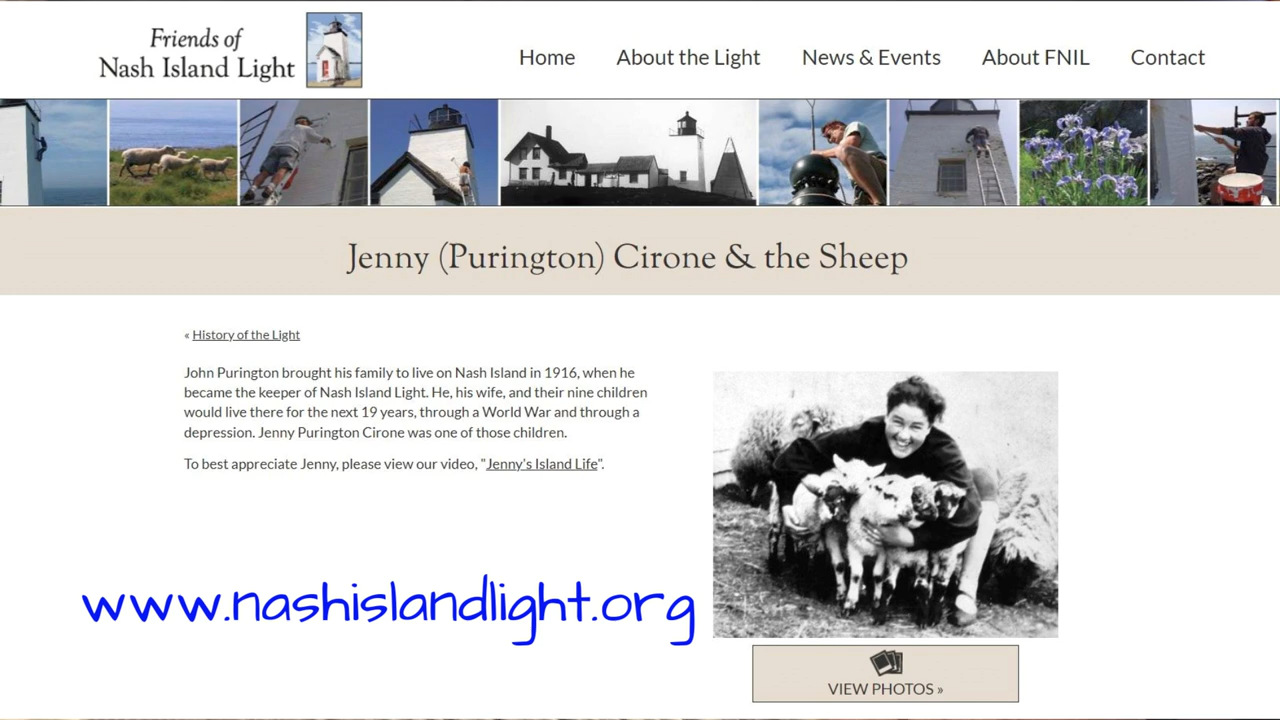 Friends of
Nash Island Light
Home
About the Light
News & Events
About FNIL
Contact
Jenny (Purington) Cirone & the Sheep
« History of the Light
John Purington brought his family to live on Nash Island in 1916, when he
became the keeper of Nash Island Light. He, his wife, and their nine children
would live there for the next 19 years, through a World War and through a
depression. Jenny Purington Cirone was one of those children.
To best appreciate Jenny, please view our video, "Jenny's Island Life".
www.nashislandlight.org
VIEW PHOTOS »